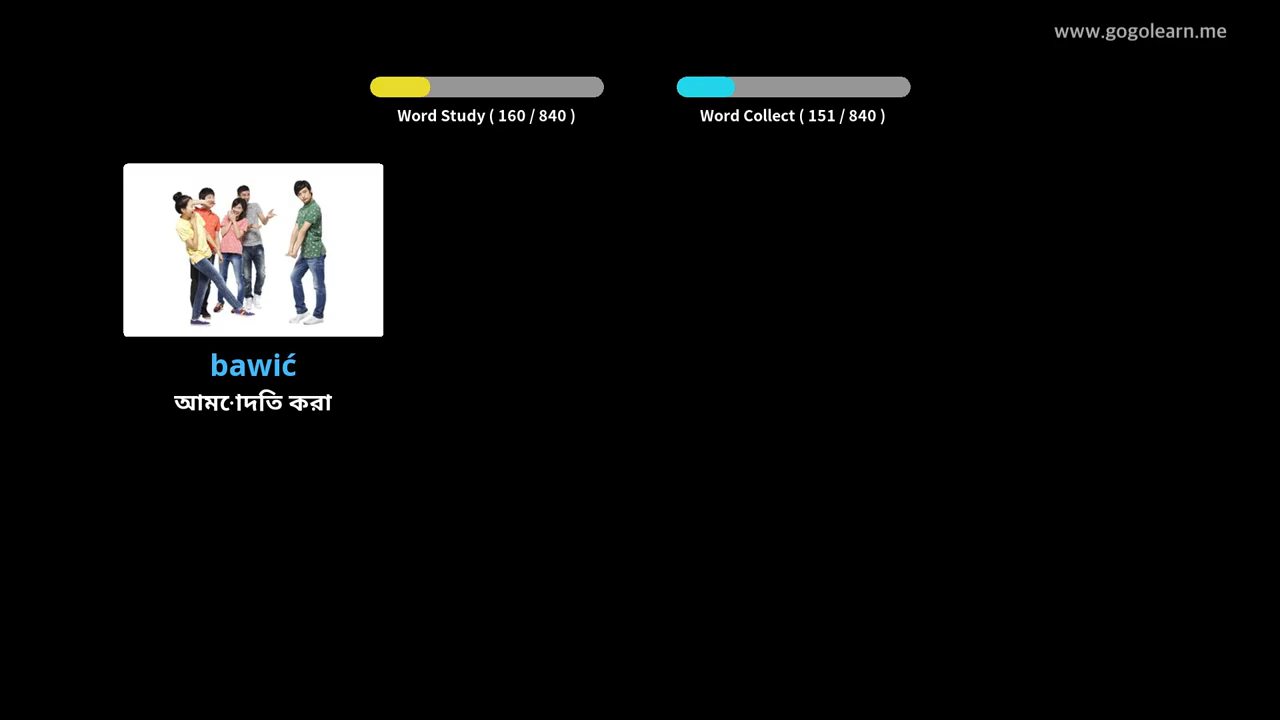 www.gogolearn.me
Word Study ( 160 / 840 )
Word Collect ( 151 / 840 )
bawić
আমোদিত করা